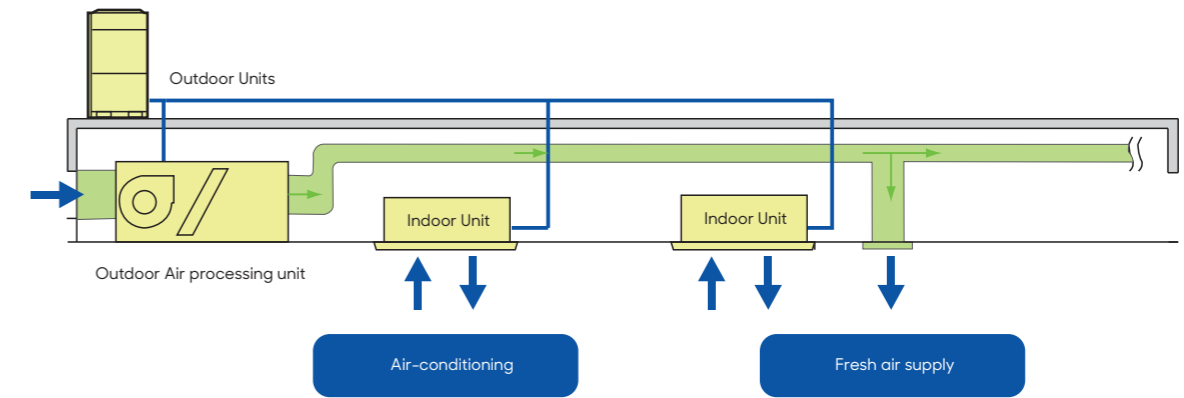 Outdoor Units
Indoor Unit
Indoor Unit
Outdoor Air processing unit
Air-conditioning
Fresh air supply